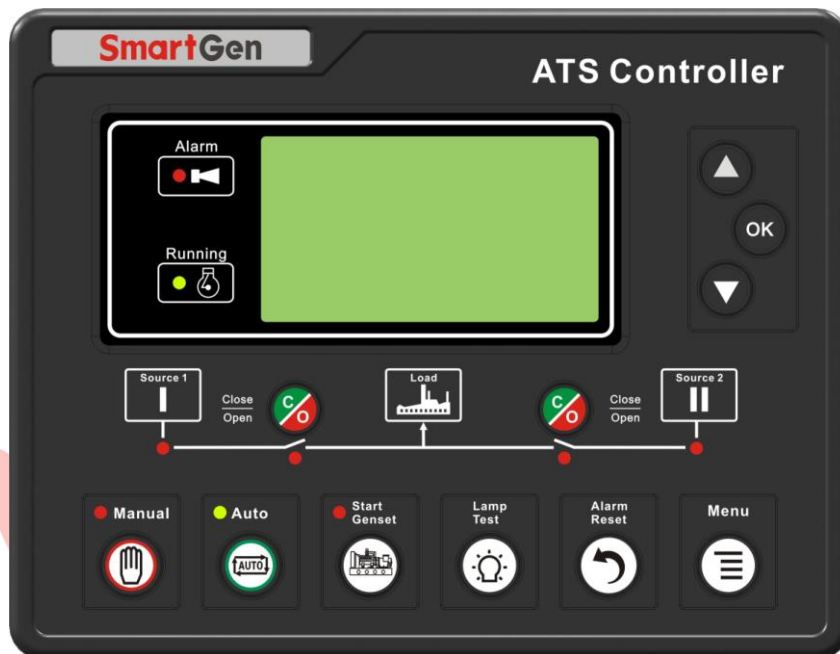 SmartGen
ATS Controller
Alarm
Running
OK
Source 1
I
Close
Open
C/O
Load
C/O
Close
Open
Source 2
II
Manual
Auto
Start
Genset
Lamp
Test
Alarm
Reset
Menu
AUTO